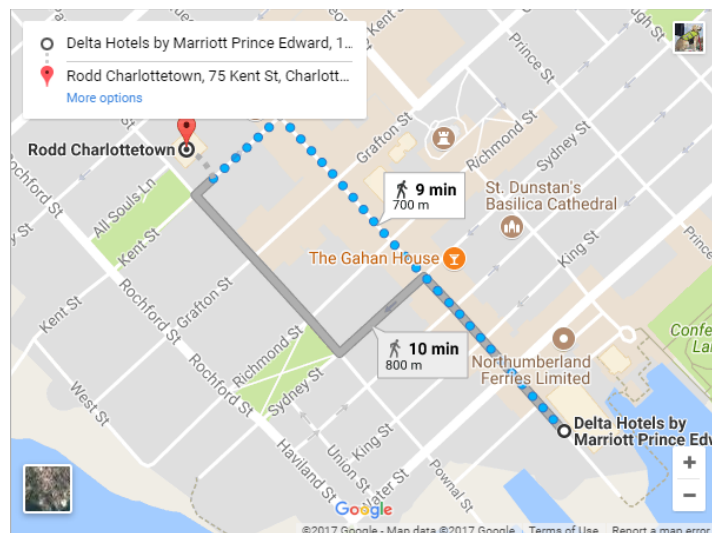 Delta Hotels by Marriott Prince Edward, 1...
Rodd Charlottetown, 75 Kent St, Charlott...
More options
Prince St
Grafton St
Richmond St
Sydney St
Rodd Charlottetown
Rochford St
All Souls Ln
9 min
700 m
St. Dunstan's
Basilica Cathedral
Kent St
The Gahan House
King St
Grafton St
Kent St
Rochford St
10 min
800 m
Northumberland
Ferries Limited
Confe
Lan
Richmond St
Rochford St
West St
Sydney St
Delta Hotels by
Marriott Prince Edw
King St
Haviland St
Union St
Water St
Pownal St
+
−
Google
©2017 Google - Map data ©2017 Google
Terms of Use
Report a map error